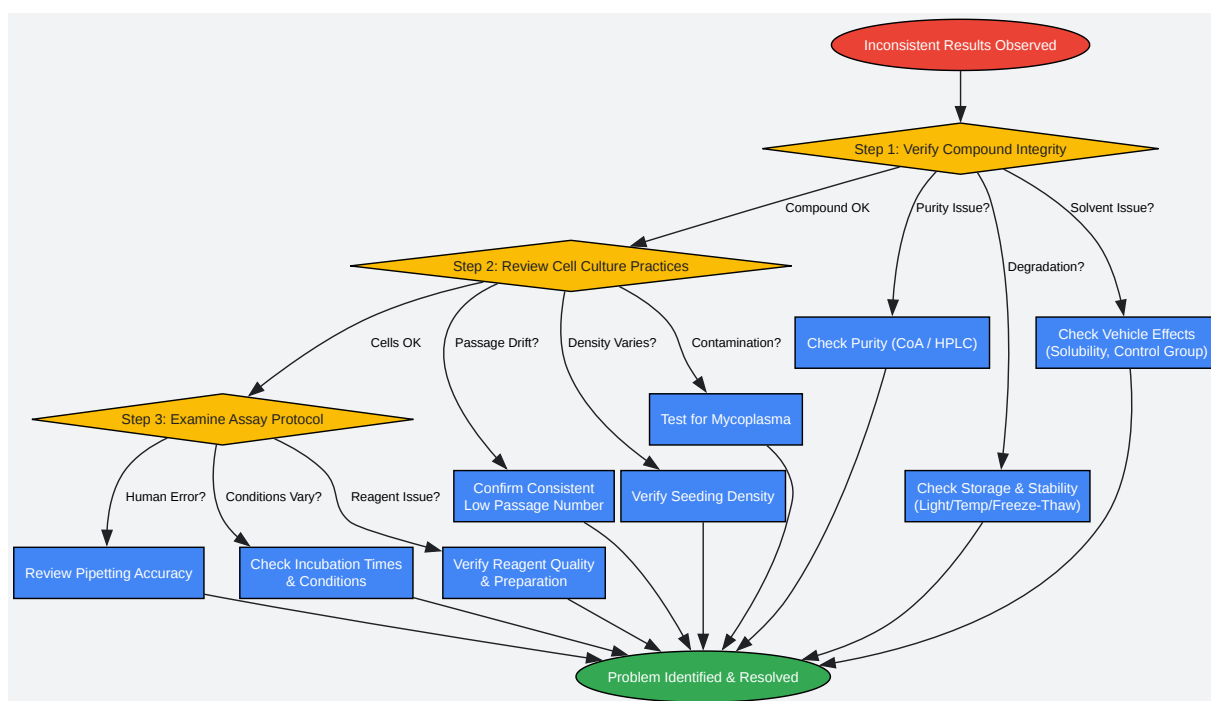 Inconsistent Results Observed
Step 1: Verify Compound Integrity
Compound OK
Purity Issue?
Solvent Issue?
Step 2: Review Cell Culture Practices
Degradation?
Cells OK
Passage Drift?
Density Varies?
Contamination?
Check Purity (CoA / HPLC)
Check Vehicle Effects
(Solubility, Control Group)
Step 3: Examine Assay Protocol
Test for Mycoplasma
Human Error?
Conditions Vary?
Reagent Issue?
Confirm Consistent
Low Passage Number
Verify Seeding Density
Check Storage & Stability
(Light/Temp/Freeze-Thaw)
Review Pipetting Accuracy
Check Incubation Times
& Conditions
Verify Reagent Quality
& Preparation
Problem Identified & Resolved